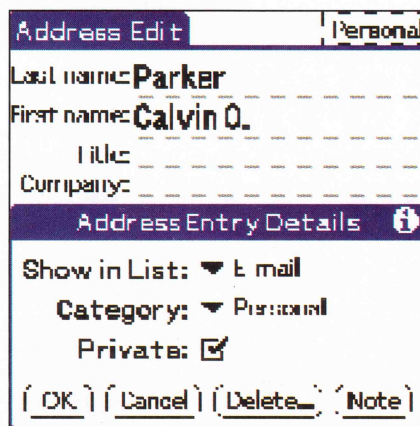 Address Edit Personal
Last name: Parker
First name: Calvin O.
Title:
Company:
Address Entry Details
Show in List: E mail
Category: Personal
Private:
OK Cancel Delete... Note